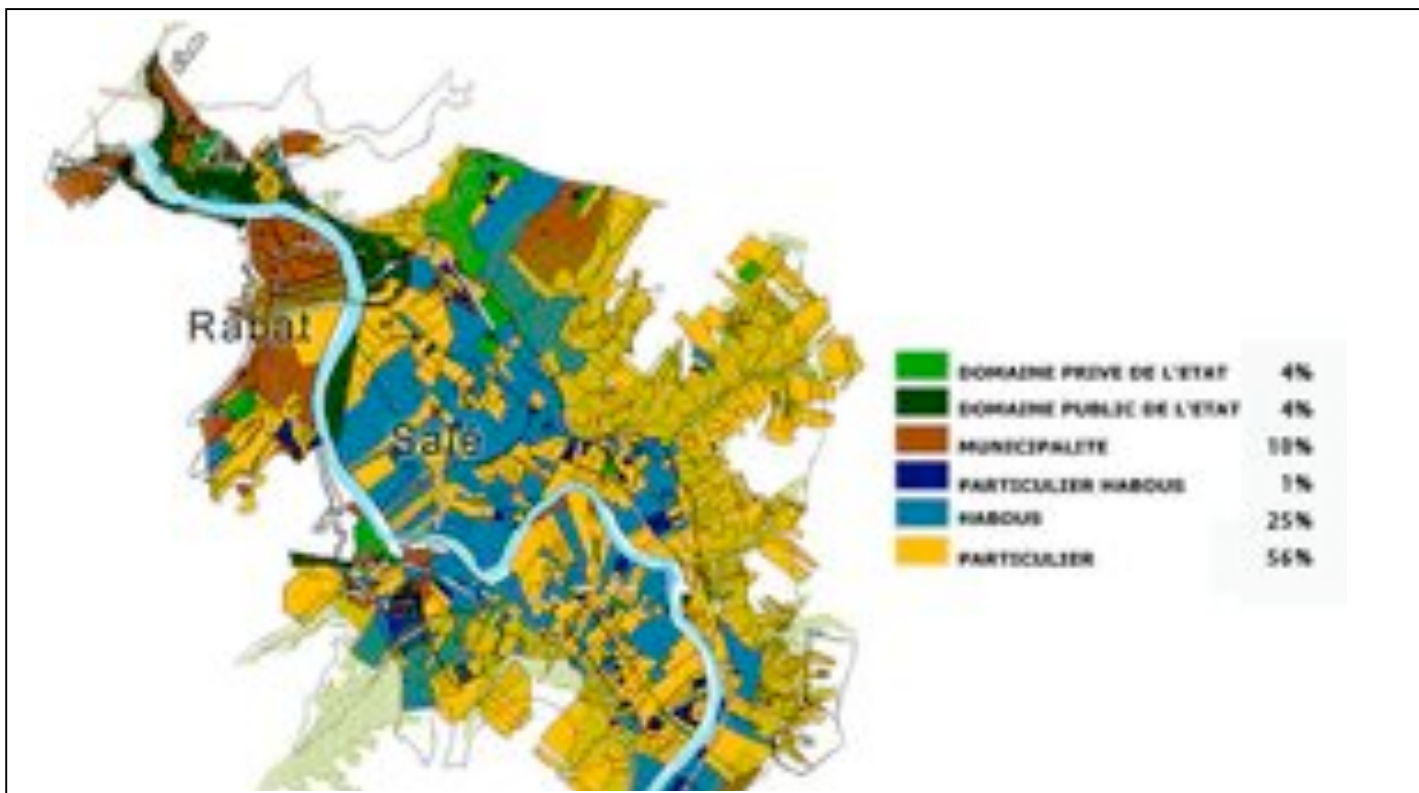 Rabat
Salé
DOMAINE PRIVE DE L'ETAT 4%
DOMAINE PUBLIC DE L'ETAT 4%
MUNICIPALITE 10%
PARTICULIER HABOUS 1%
HABOUS 25%
PARTICULIER 56%